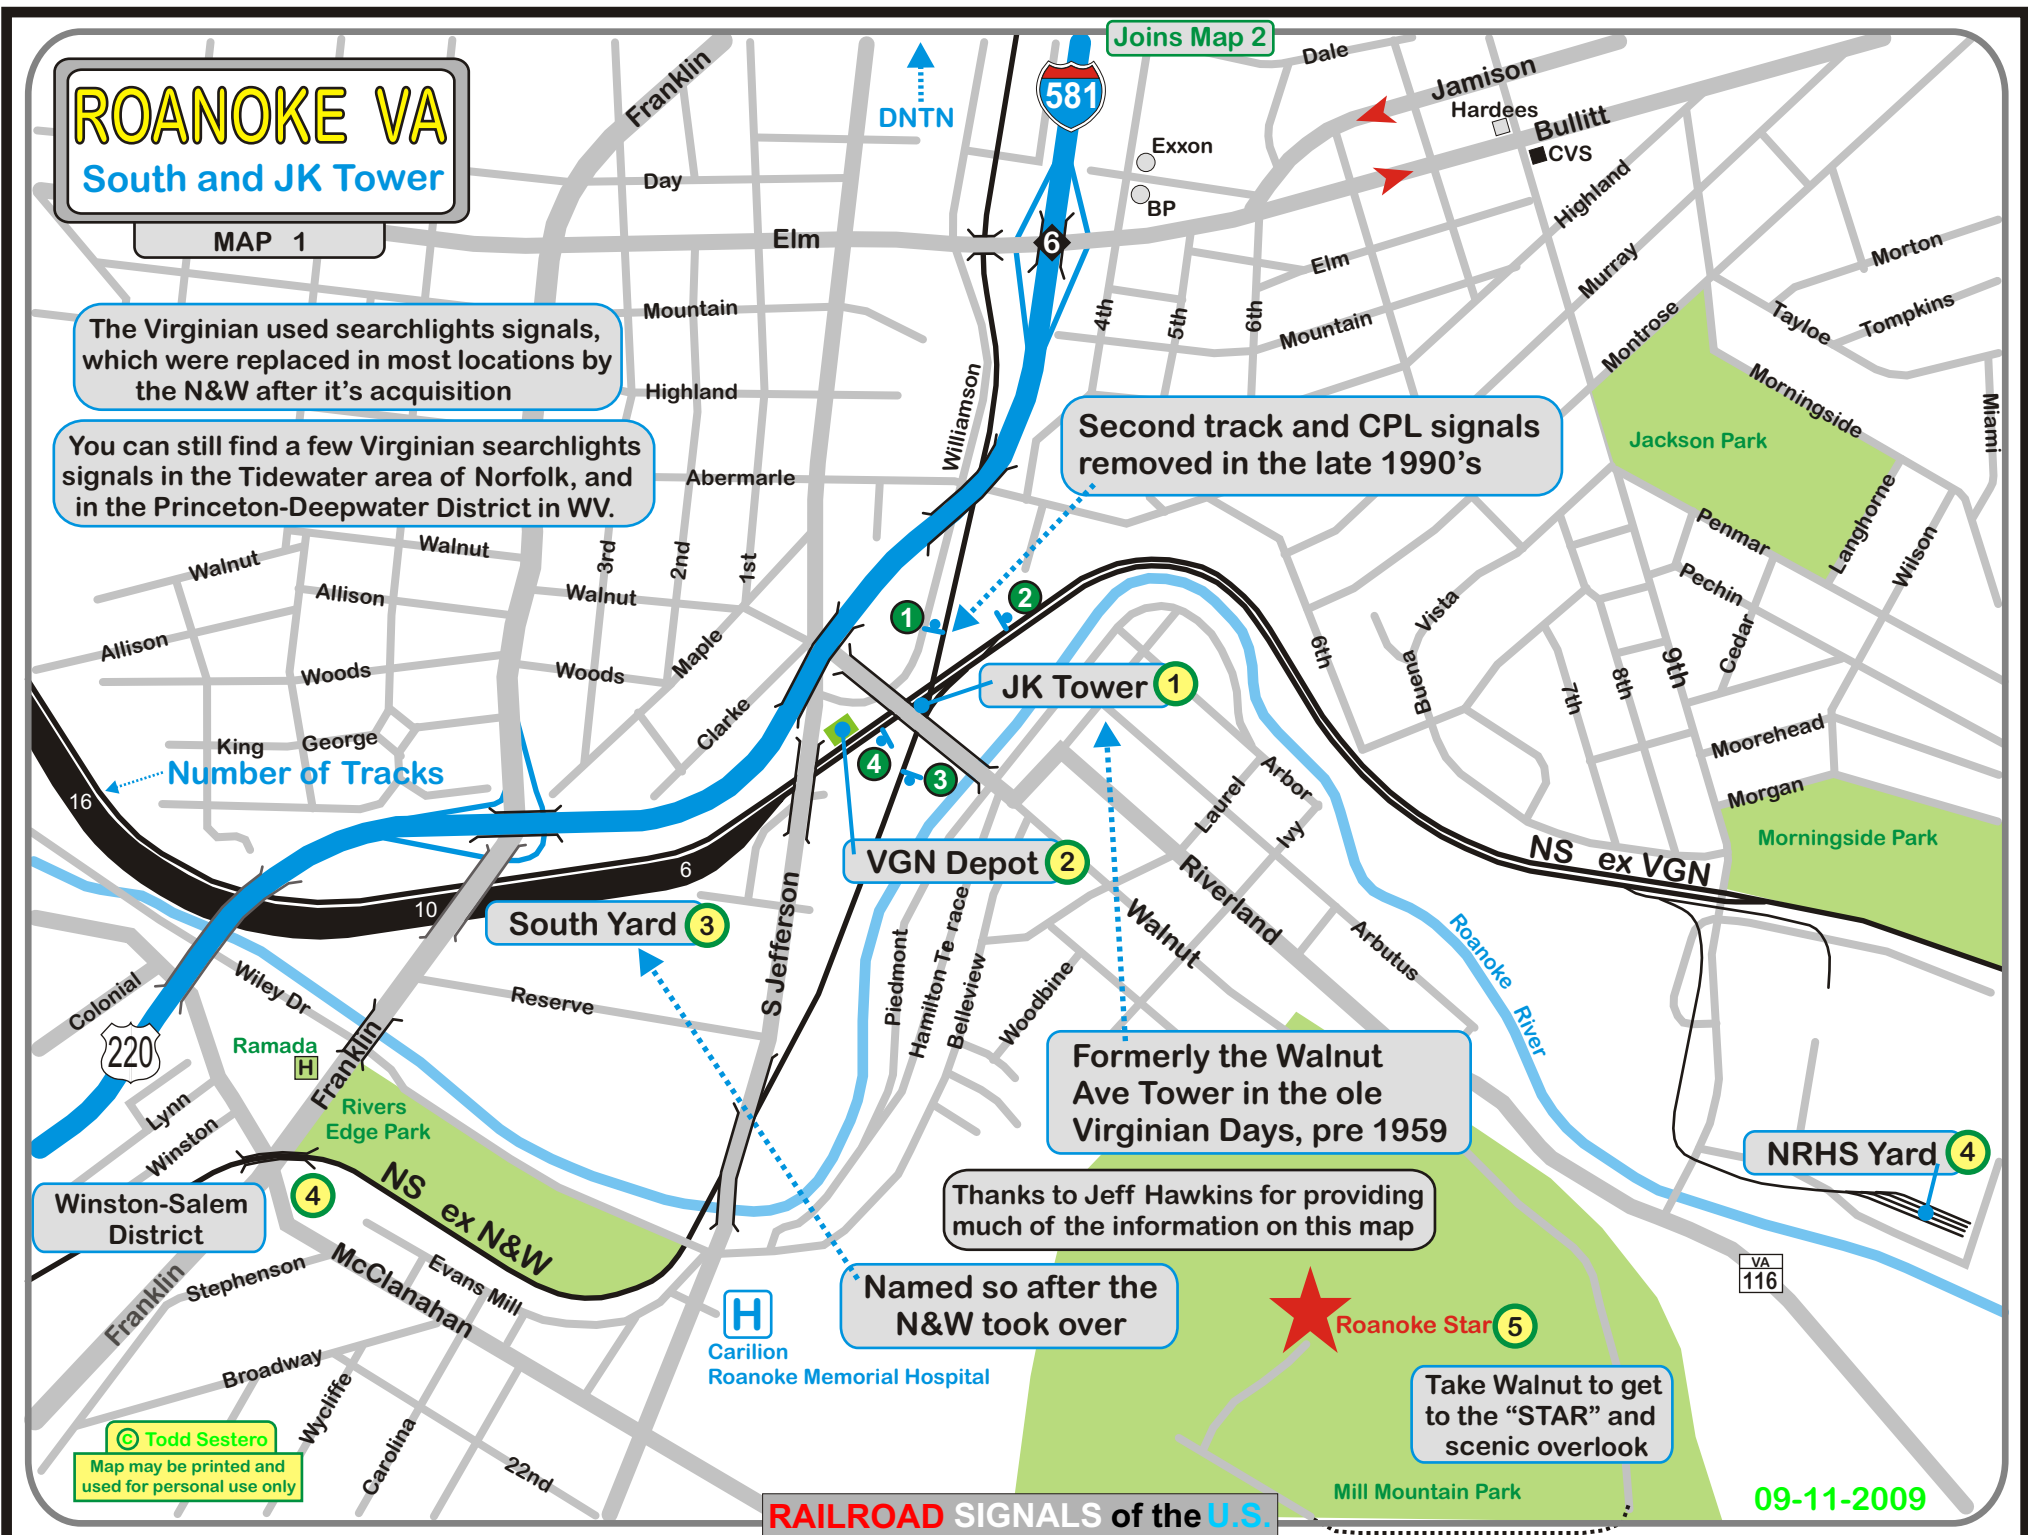 Joins Map 2
ROANOKE VA
South and JK Tower
MAP 1
Franklin
DNTN
581
Dale
Jamison
Hardees
Bullitt
CVS
Exxon
BP
Day
Elm
6
Elm
Highland
Murray
Morton
Tompkins
Tayloe
Montrose
Morningside
Miami
4th
5th
6th
Mountain
Mountain
The Virginian used searchlights signals,
which were replaced in most locations by
the N&W after it's acquisition
Highland
Williamson
You can still find a few Virginian searchlights
signals in the Tidewater area of Norfolk, and
in the Princeton-Deepwater District in WV.
Abermarle
Second track and CPL signals
removed in the late 1990's
Jackson Park
Langhorne
Penmar
Wilson
Pechin
Cedar
Walnut
Walnut
3rd
2nd
1st
Allison
Walnut
Allison
Woods
Woods
Maple
Clarke
King
George
Number of Tracks
16
1
2
JK Tower 1
4
3
6th
Vista
Buena
7th
8th
9th
Moorehead
Morgan
Morningside Park
Arbor
Laurel
Ivy
VGN Depot 2
6
10
South Yard 3
NS ex VGN
Riverland
Walnut
Arbutus
Roanoke
River
S Jefferson
Piedmont
Hamilton Te race
Belleview
Woodbine
Colonial
Wiley Dr
Reserve
220
Ramada
H
Franklin
Rivers
Edge Park
Lynn
Winston
Formerly the Walnut
Ave Tower in the ole
Virginian Days, pre 1959
NRHS Yard 4
Winston-Salem
District
4
NS ex N&W
Thanks to Jeff Hawkins for providing
much of the information on this map
VA
116
Franklin
Stephenson
McClanahan
Evans Mill
Named so after the
N&W took over
H
Carilion
Roanoke Memorial Hospital
Roanoke Star 5
Broadway
Wycliffe
Carolina
22nd
Take Walnut to get
to the “STAR” and
scenic overlook
Mill Mountain Park
© Todd Sestero
Map may be printed and
used for personal use only
09-11-2009
RAILROAD SIGNALS of the U.S.